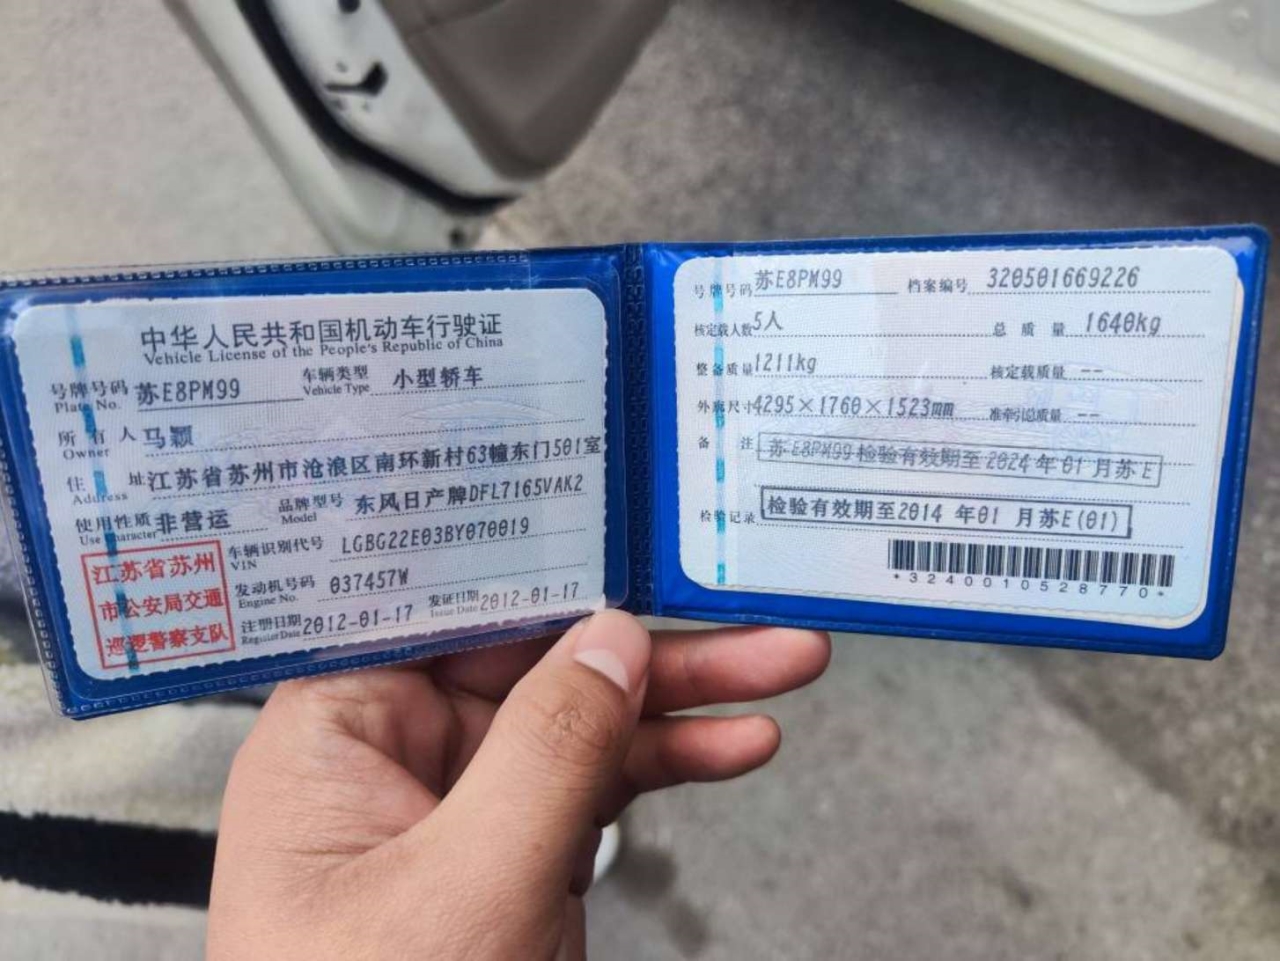 中华人民共和国机动车行驶证
Vehicle License of the People's Republic of China
号牌号码 苏E8PM99 车辆类型 小型轿车
Plate No. Vehicle Type
所有人 马颖
Owner
住址 江苏省苏州市沧浪区南环新村63幢东门501室
Address
使用性质 非营运 品牌型号 东风日产牌DFL7165VAK2
Use Character Model
车辆识别代号 LGBG22E03BY070019
VIN
发动机号码 037457W
Engine No.
注册日期 2012-01-17 发证日期 2012-01-17
Register Date Issue Date
江苏省苏州
市公安局交通
巡逻警察支队
号牌号码 苏E8PM99 档案编号 320501669226
核定载人数 5人 总质量 1640kg
整备质量 1211kg 核定载质量 --
外廓尺寸 4295×1760×1523mm 准牵引总质量 --
备注 苏E8PM99检验有效期至2024年01月苏E
检验记录 检验有效期至2014年01月苏E(01)
*3240010528770*